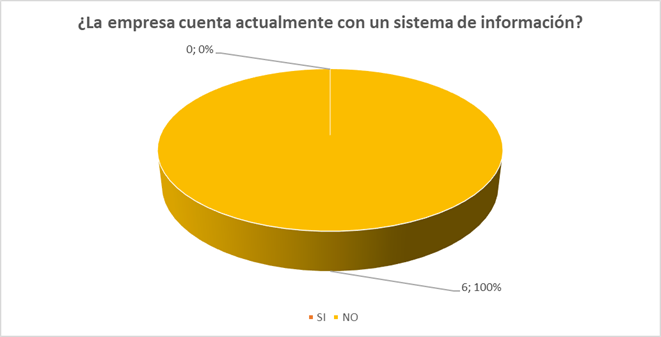 ¿La empresa cuenta actualmente con un sistema de información?
0; 0%
6; 100%
SI NO